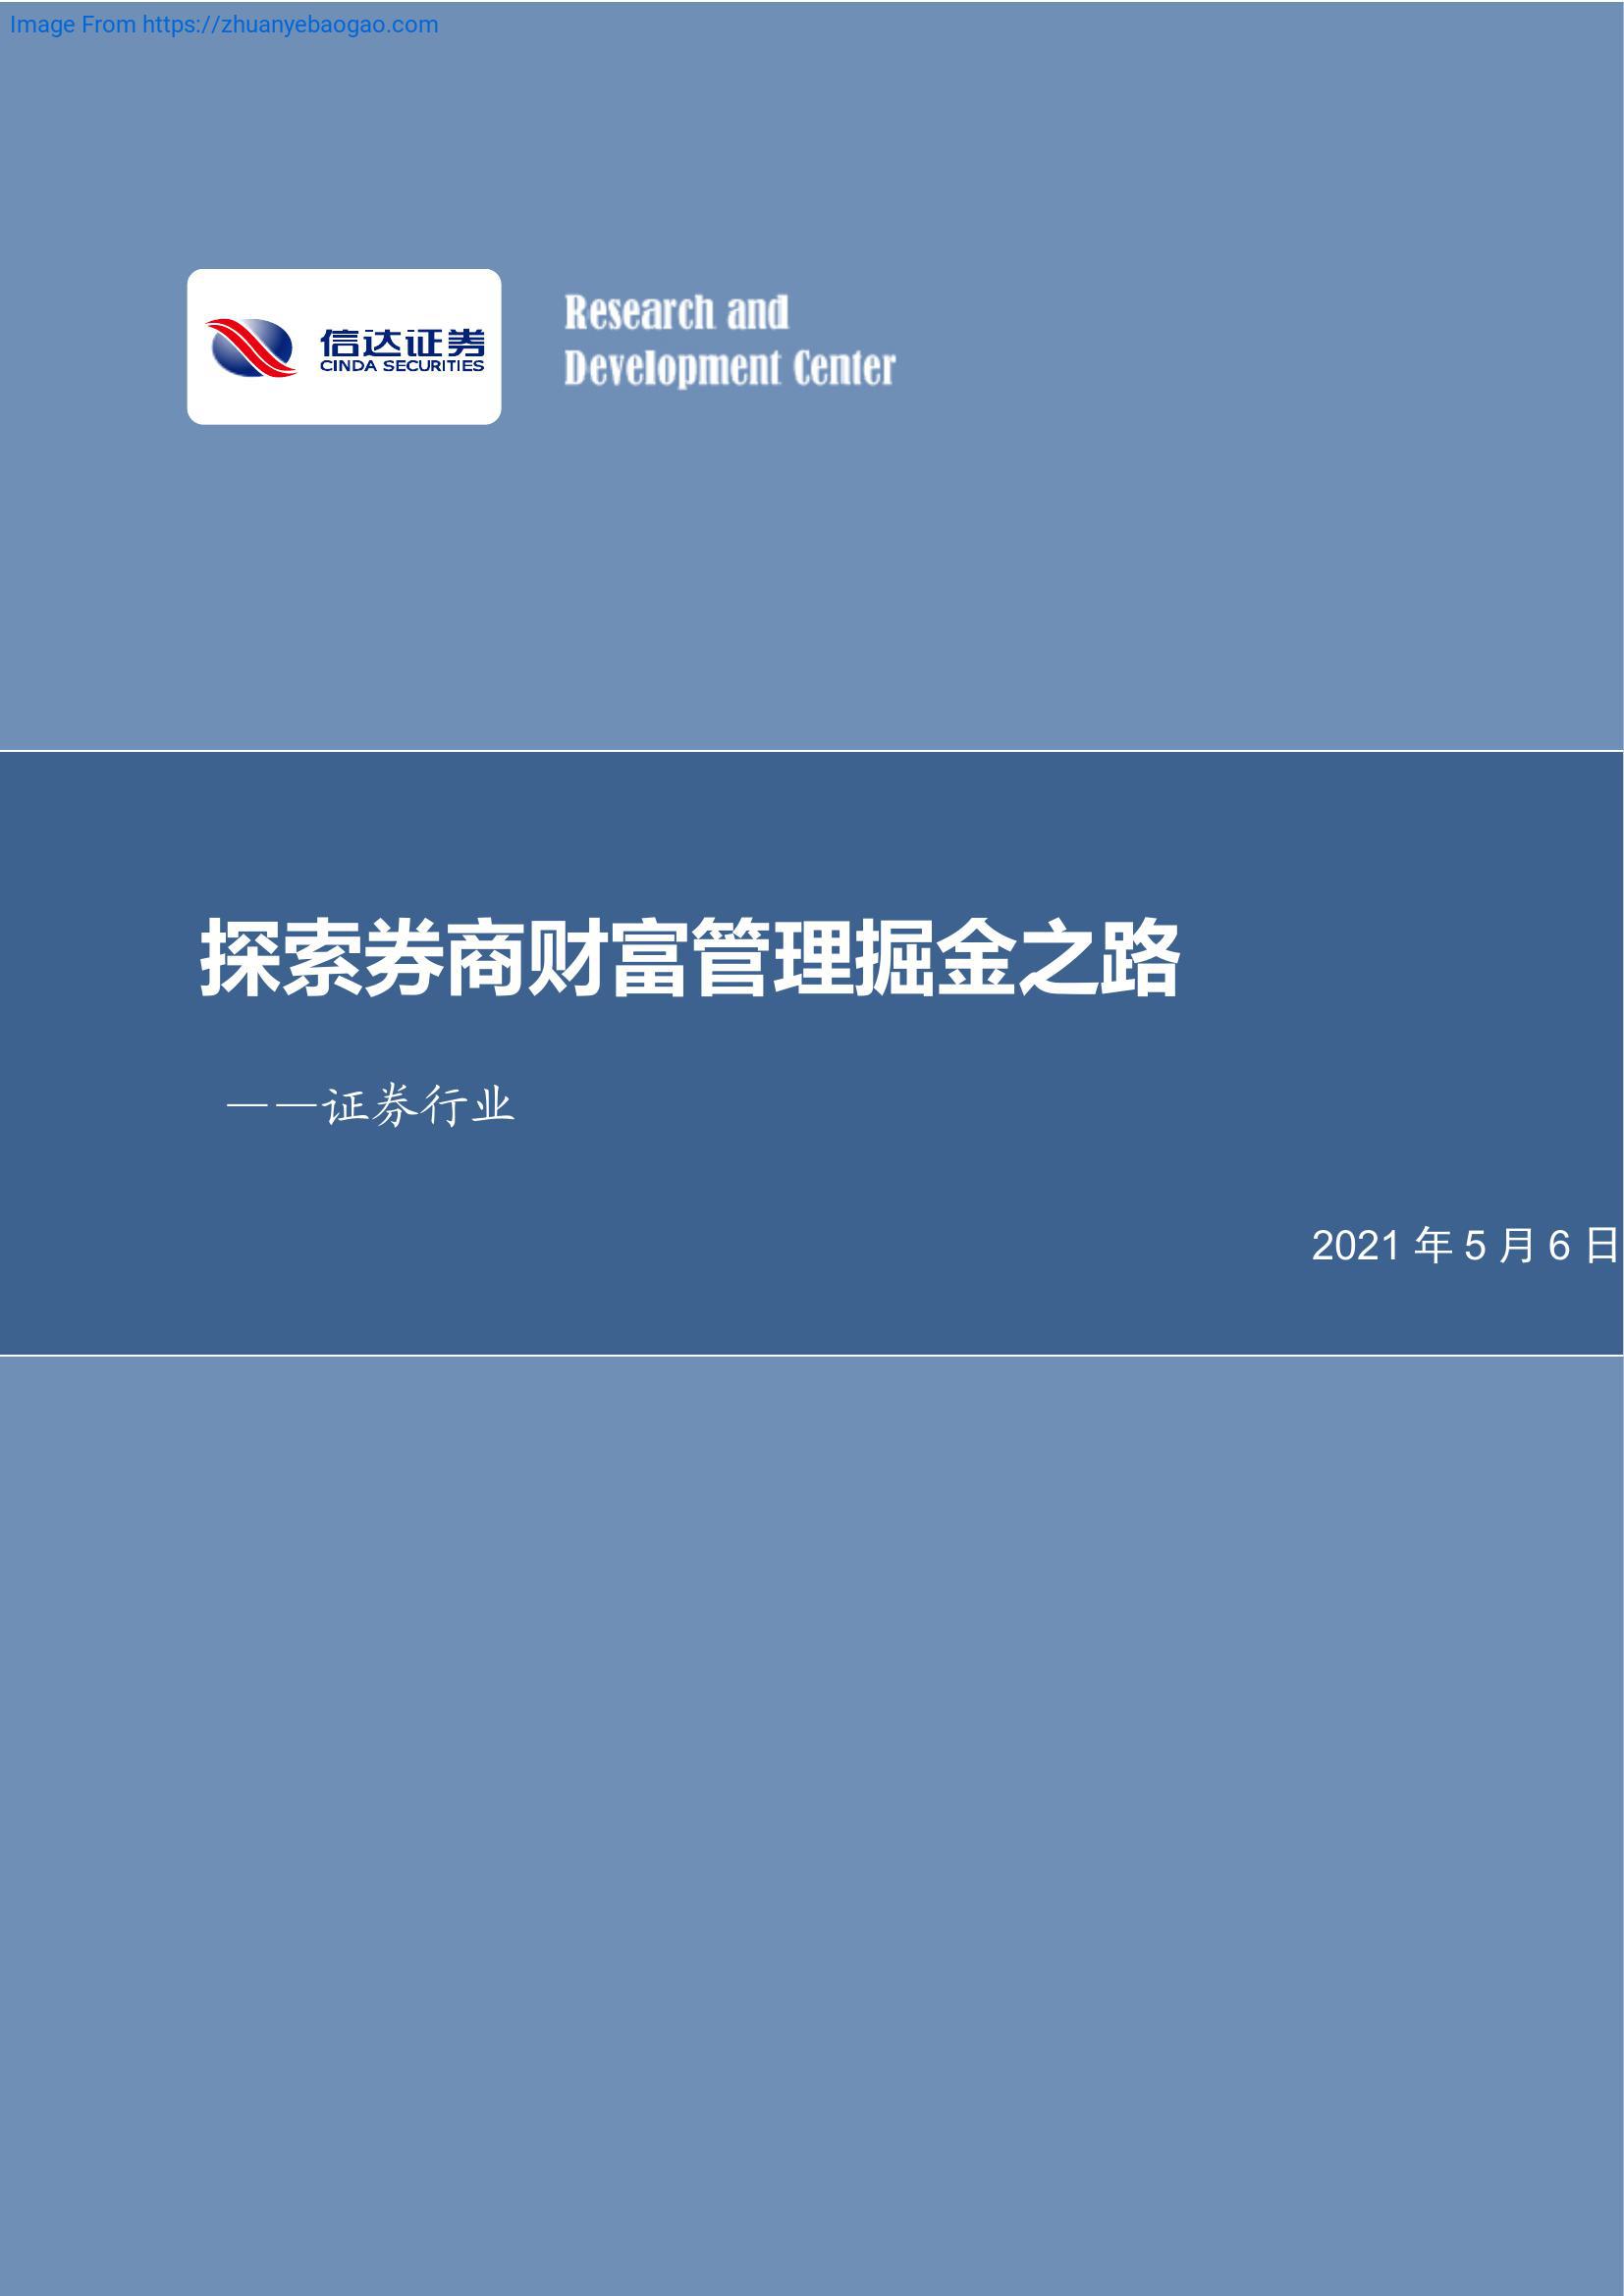 Image From https://zhuanyebaogao.com
信达证券
CINDA SECURITIES
Research and
Development Center
探索券商财富管理掘金之路
——证券行业
2021 年 5 月 6 日